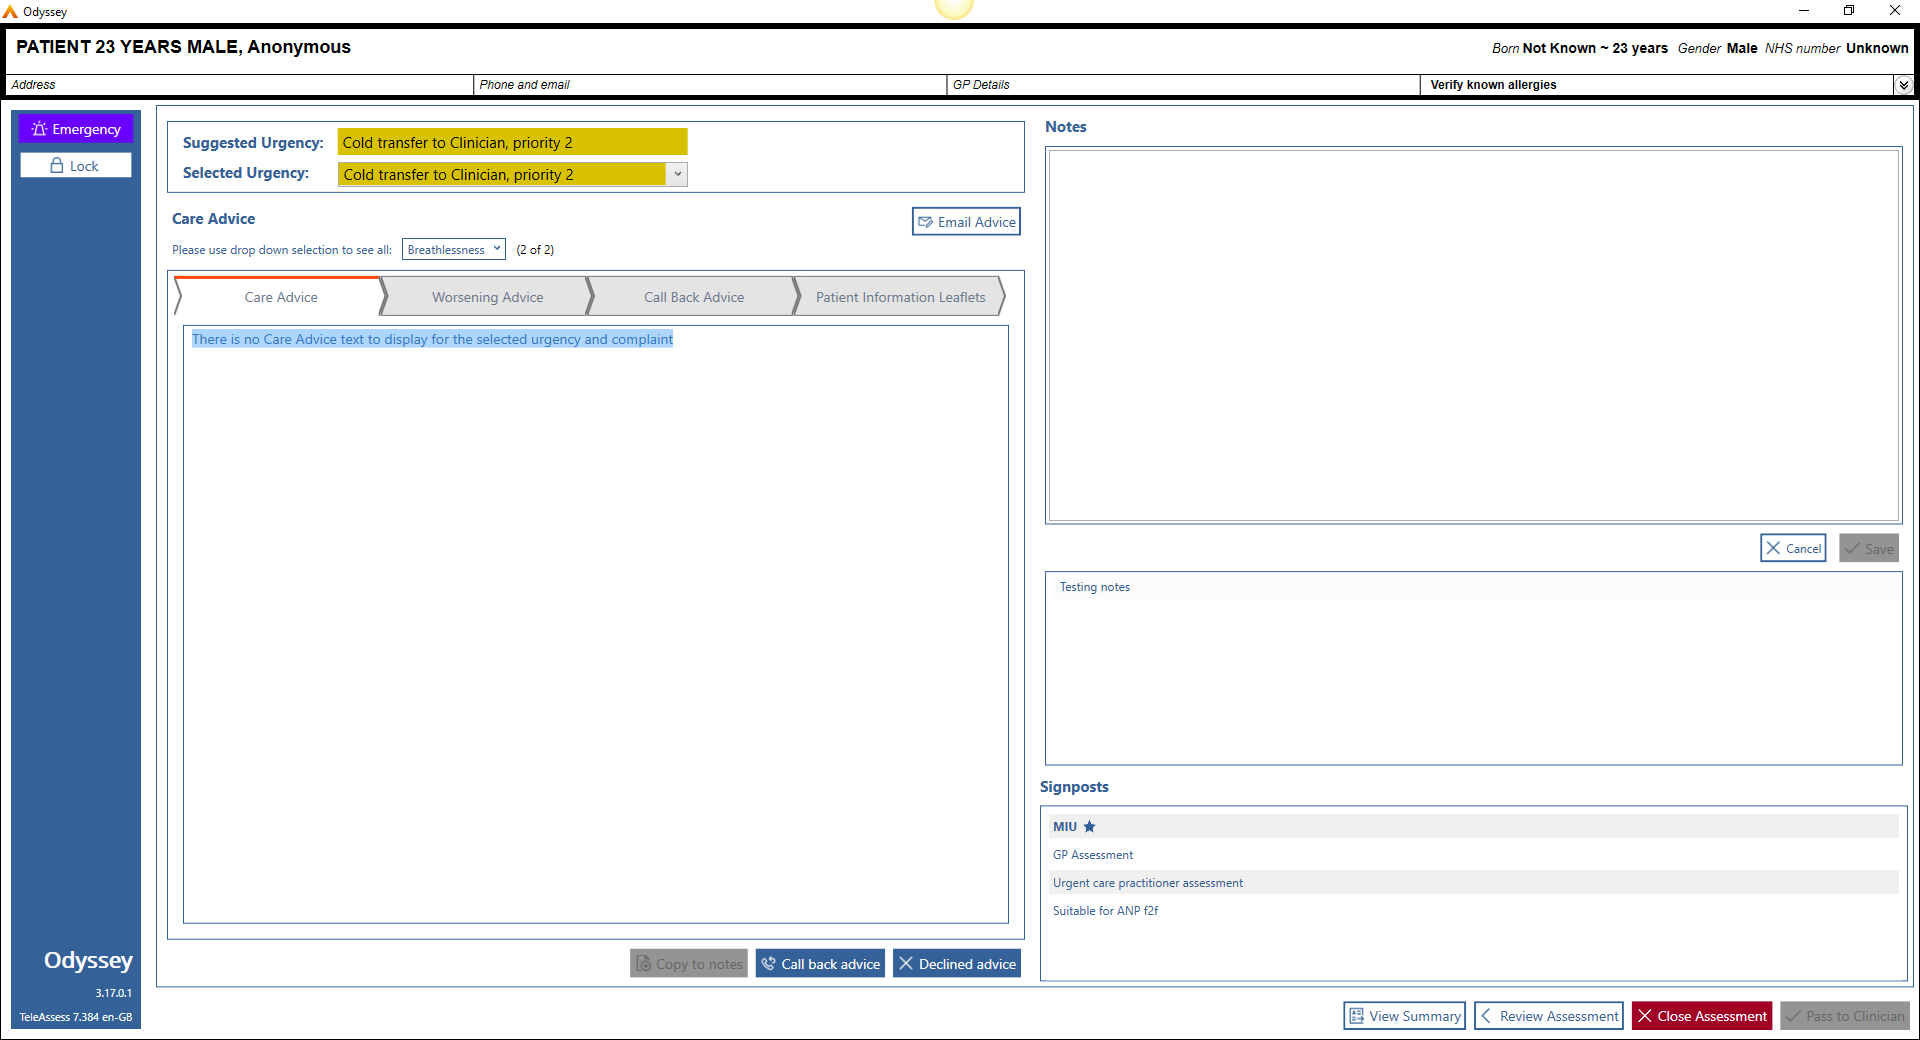 Odyssey
PATIENT 23 YEARS MALE, Anonymous
Born Not Known ~ 23 years Gender Male NHS number Unknown
Address
Phone and email
GP Details
Verify known allergies
Emergency
Lock
Suggested Urgency: Cold transfer to Clinician, priority 2
Selected Urgency: Cold transfer to Clinician, priority 2
Care Advice
Email Advice
Please use drop down selection to see all: Breathlessness (2 of 2)
Care Advice
Worsening Advice
Call Back Advice
Patient Information Leaflets
There is no Care Advice text to display for the selected urgency and complaint
Copy to notes
Call back advice
Declined advice
Notes
Cancel
Save
Testing notes
Signposts
MIU
GP Assessment
Urgent care practitioner assessment
Suitable for ANP f2f
Odyssey
3.17.0.1
TeleAssess 7.384 en-GB
View Summary
Review Assessment
Close Assessment
Pass to Clinician